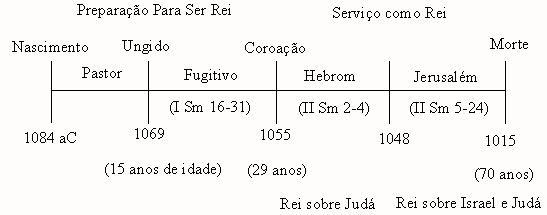 Preparação Para Ser Rei Serviço como Rei
Nascimento Ungido Coroação Morte
Pastor Fugitivo Hebrom Jerusalém
(I Sm 16-31) (II Sm 2-4) (II Sm 5-24)
1084 aC 1069 1055 1048 1015
(15 anos de idade) (29 anos) (70 anos)
Rei sobre Judá Rei sobre Israel e Judá